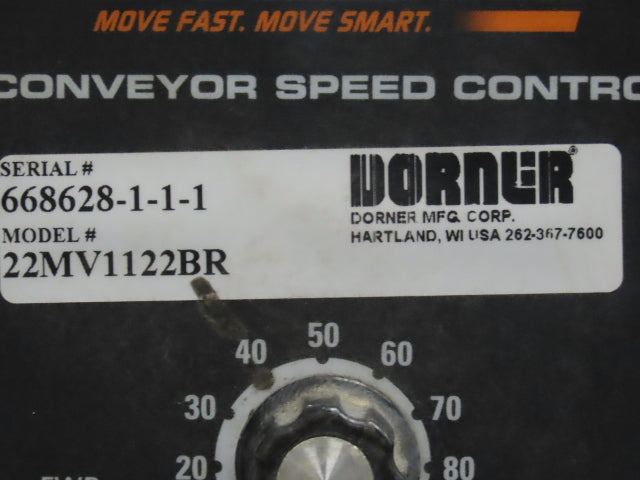 MOVE FAST. MOVE SMART.
CONVEYOR SPEED CONTRO
SERIAL #
668628-1-1-1
MODEL #
22MV1122BR
DORNER®
DORNER MFG. CORP.
HARTLAND, WI USA 262-367-7600
50
40 60
30 70
20 80